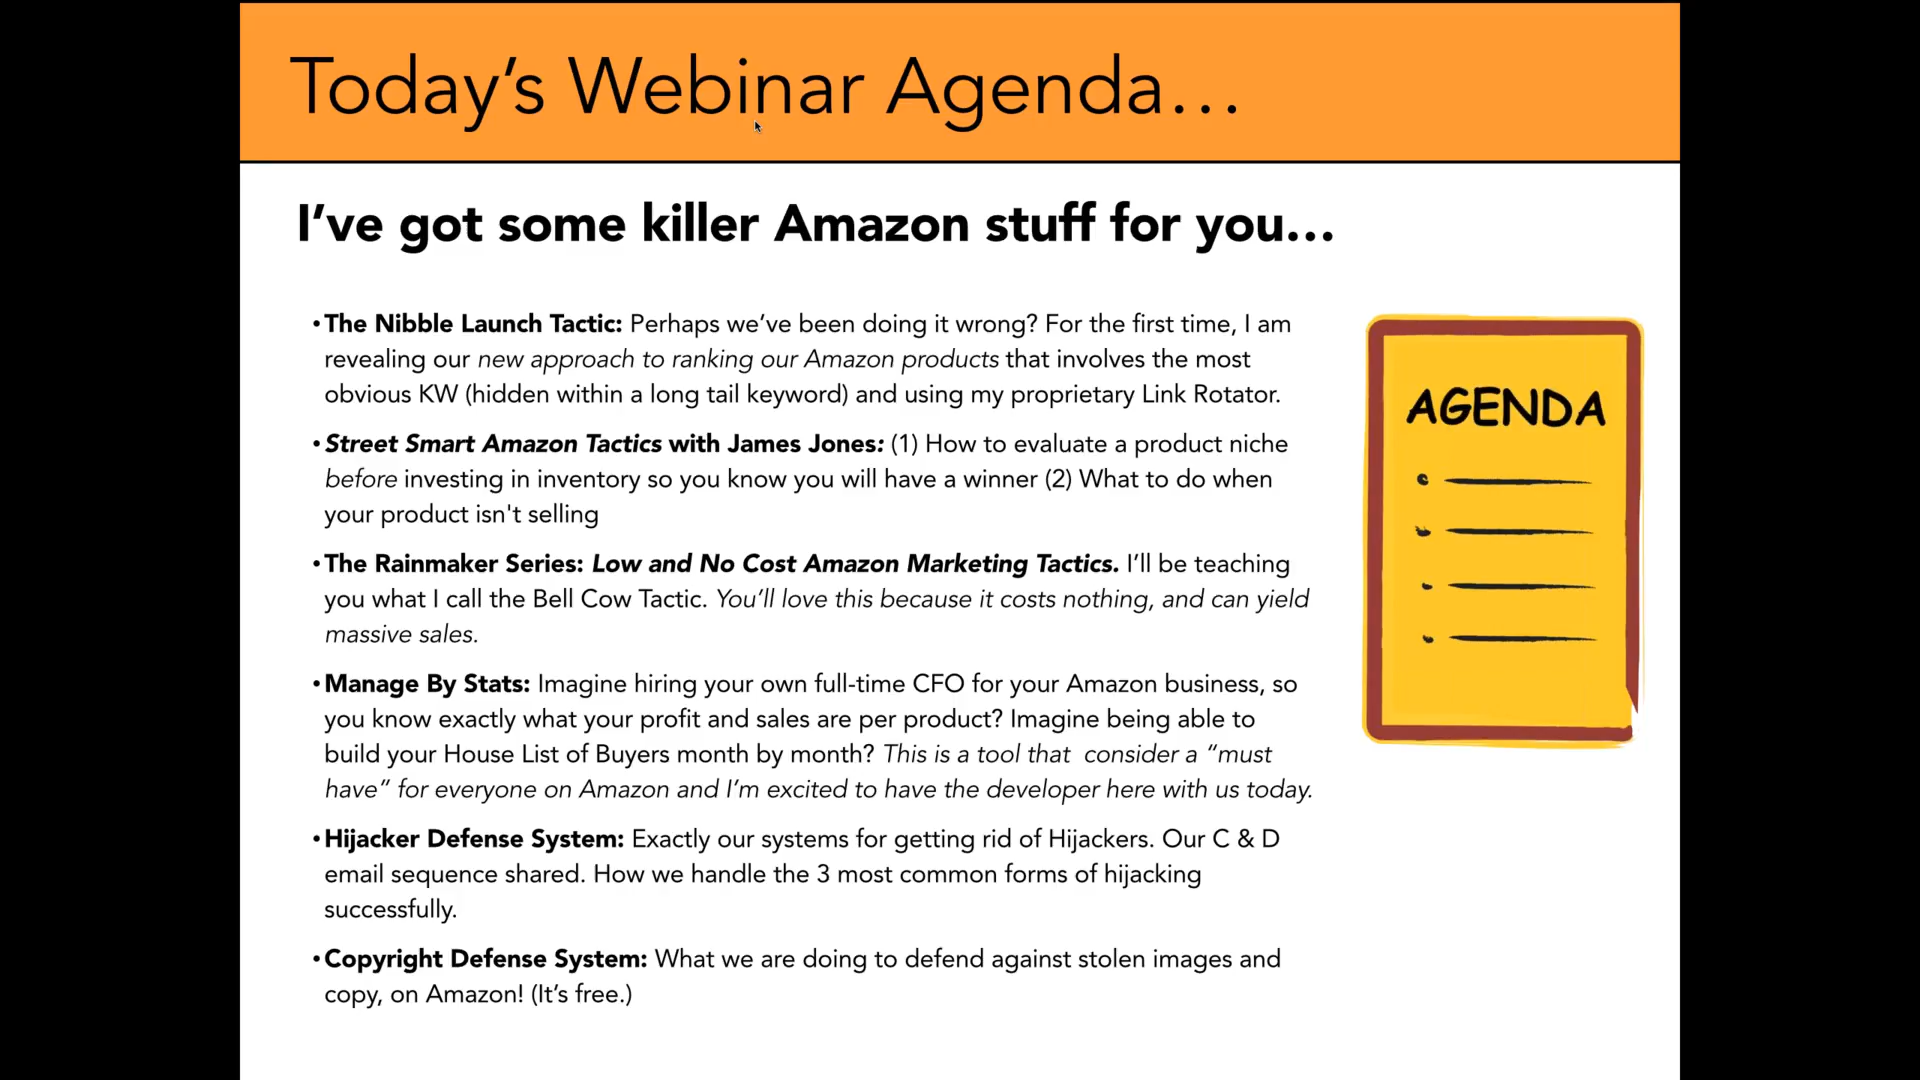 Today’s Webinar Agenda…
I’ve got some killer Amazon stuff for you…
•The Nibble Launch Tactic: Perhaps we’ve been doing it wrong? For the first time, I am
revealing our new approach to ranking our Amazon products that involves the most
obvious KW (hidden within a long tail keyword) and using my proprietary Link Rotator.
•Street Smart Amazon Tactics with James Jones: (1) How to evaluate a product niche
before investing in inventory so you know you will have a winner (2) What to do when
your product isn't selling
•The Rainmaker Series: Low and No Cost Amazon Marketing Tactics. I’ll be teaching
you what I call the Bell Cow Tactic. You’ll love this because it costs nothing, and can yield
massive sales.
•Manage By Stats: Imagine hiring your own full-time CFO for your Amazon business, so
you know exactly what your profit and sales are per product? Imagine being able to
build your House List of Buyers month by month? This is a tool that  consider a “must
have” for everyone on Amazon and I’m excited to have the developer here with us today.
•Hijacker Defense System: Exactly our systems for getting rid of Hijackers. Our C & D
email sequence shared. How we handle the 3 most common forms of hijacking
successfully.
•Copyright Defense System: What we are doing to defend against stolen images and
copy, on Amazon! (It’s free.)
AGENDA